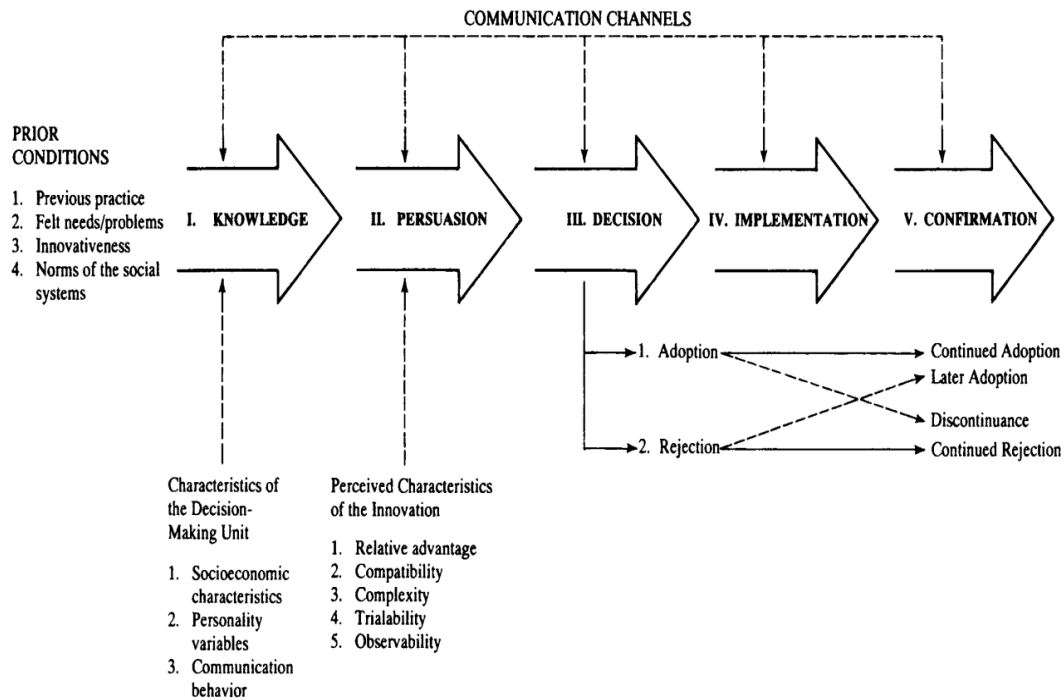 COMMUNICATION CHANNELS
PRIOR
CONDITIONS
1. Previous practice
2. Felt needs/problems
3. Innovativeness
4. Norms of the social
systems
I. KNOWLEDGE
II. PERSUASION
III. DECISION
IV. IMPLEMENTATION
V. CONFIRMATION
1. Adoption
2. Rejection
Continued Adoption
Later Adoption
Discontinuance
Continued Rejection
Characteristics of
the Decision-
Making Unit
1. Socioeconomic
characteristics
2. Personality
variables
3. Communication
behavior
Perceived Characteristics
of the Innovation
1. Relative advantage
2. Compatibility
3. Complexity
4. Trialability
5. Observability